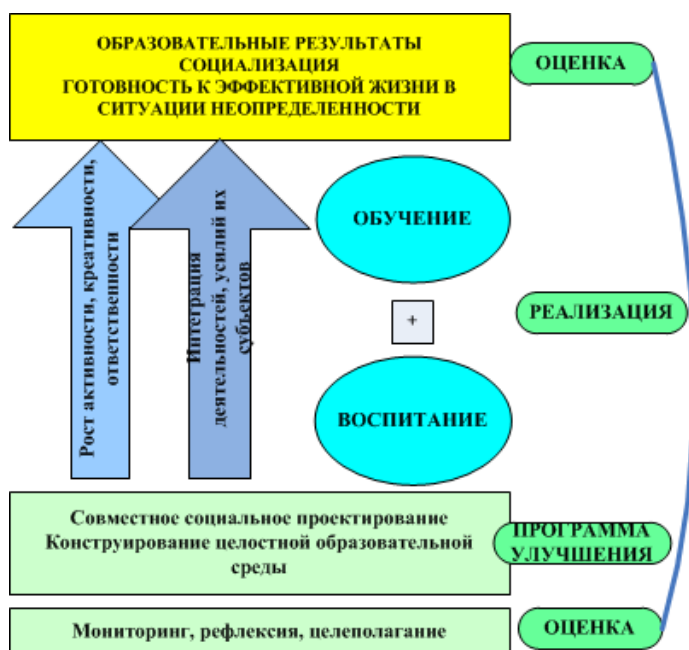 ОБРАЗОВАТЕЛЬНЫЕ РЕЗУЛЬТАТЫ
СОЦИАЛИЗАЦИЯ
ГОТОВНОСТЬ К ЭФФЕКТИВНОЙ ЖИЗНИ В
СИТУАЦИИ НЕОПРЕДЕЛЕННОСТИ
ОЦЕНКА
Рост активности, креативности,
ответственности
Интеграция
деятельностей, усилий их
субъектов
ОБУЧЕНИЕ
+
ВОСПИТАНИЕ
РЕАЛИЗАЦИЯ
Совместное социальное проектирование
Конструирование целостной образовательной
среды
ПРОГРАММА
УЛУЧШЕНИЯ
Мониторинг, рефлексия, целеполагание
ОЦЕНКА